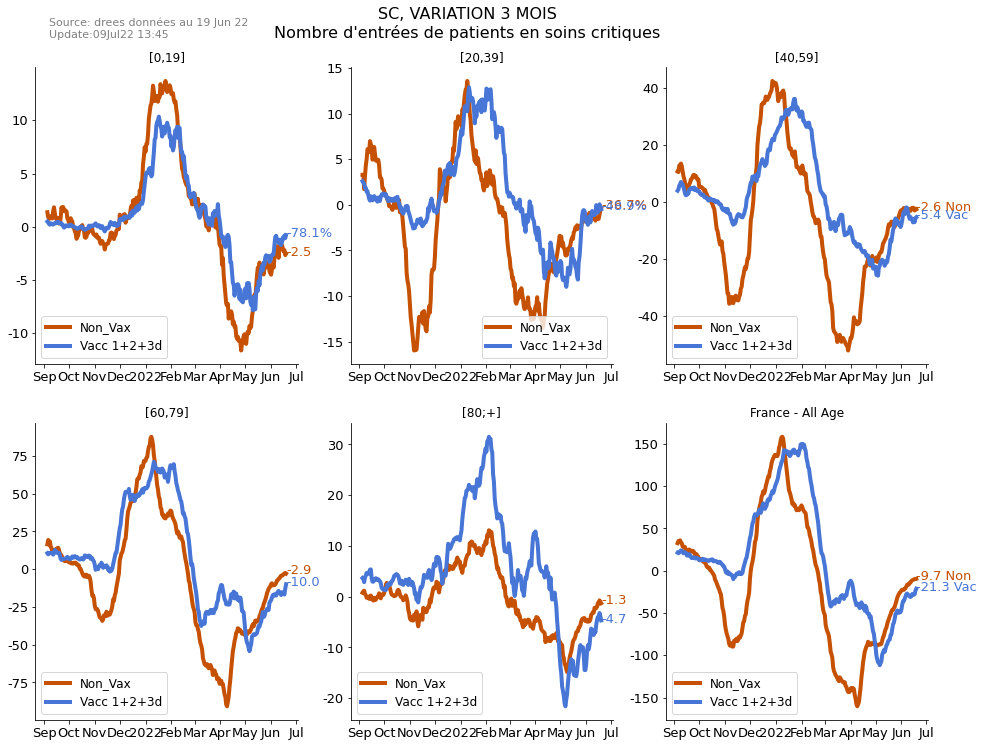 SC, VARIATION 3 MOIS
Source: drees données au 19 Jun 22
Nombre d'entrées de patients en soins critiques
Update:09Jul22 13:45
[0,19]
10
5
0
-5
-10
-78.1%
-2.5
Non_Vax
Vacc 1+2+3d
Sep Oct Nov Dec 2022 Feb Mar Apr May Jun Jul
[20,39]
15
10
5
0
-5
-10
-15
Non_Vax
Vacc 1+2+3d
Sep Oct Nov Dec 2022 Feb Mar Apr May Jun Jul
[40,59]
40
20
0
-20
-40
-2.6 Non
-5.4 Vac
Non_Vax
Vacc 1+2+3d
Sep Oct Nov Dec 2022 Feb Mar Apr May Jun Jul
[60,79]
75
50
25
0
-25
-50
-75
-2.9
-10.0
Non_Vax
Vacc 1+2+3d
Sep Oct Nov Dec 2022 Feb Mar Apr May Jun Jul
[80;+]
30
20
10
0
-10
-20
-1.3
-4.7
Non_Vax
Vacc 1+2+3d
Sep Oct Nov Dec 2022 Feb Mar Apr May Jun Jul
France - All Age
150
100
50
0
-50
-100
-150
-9.7 Non
-21.3 Vac
Non_Vax
Vacc 1+2+3d
Sep Oct Nov Dec 2022 Feb Mar Apr May Jun Jul